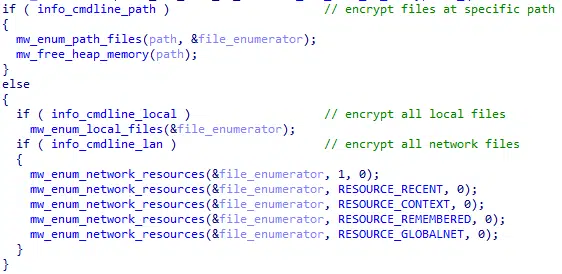 if ( info_cmdline_path )                         // encrypt files at specific path
{
  mw_enum_path_files(path, &file_enumerator);
  mw_free_heap_memory(path);
}
else
{
  if ( info_cmdline_local )                      // encrypt all local files
    mw_enum_local_files(&file_enumerator);
  if ( info_cmdline_lan )                        // encrypt all network files
  {
    mw_enum_network_resources(&file_enumerator, 1, 0);
    mw_enum_network_resources(&file_enumerator, RESOURCE_RECENT, 0);
    mw_enum_network_resources(&file_enumerator, RESOURCE_CONTEXT, 0);
    mw_enum_network_resources(&file_enumerator, RESOURCE_REMEMBERED, 0);
    mw_enum_network_resources(&file_enumerator, RESOURCE_GLOBALNET, 0);
  }
}